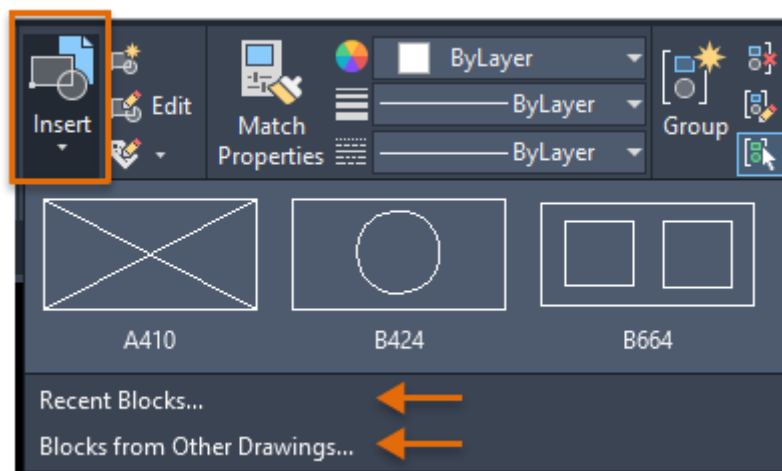 Insert
Edit
Match
Properties
ByLayer
ByLayer
ByLayer
Group
A410
B424
B664
Recent Blocks...
Blocks from Other Drawings...